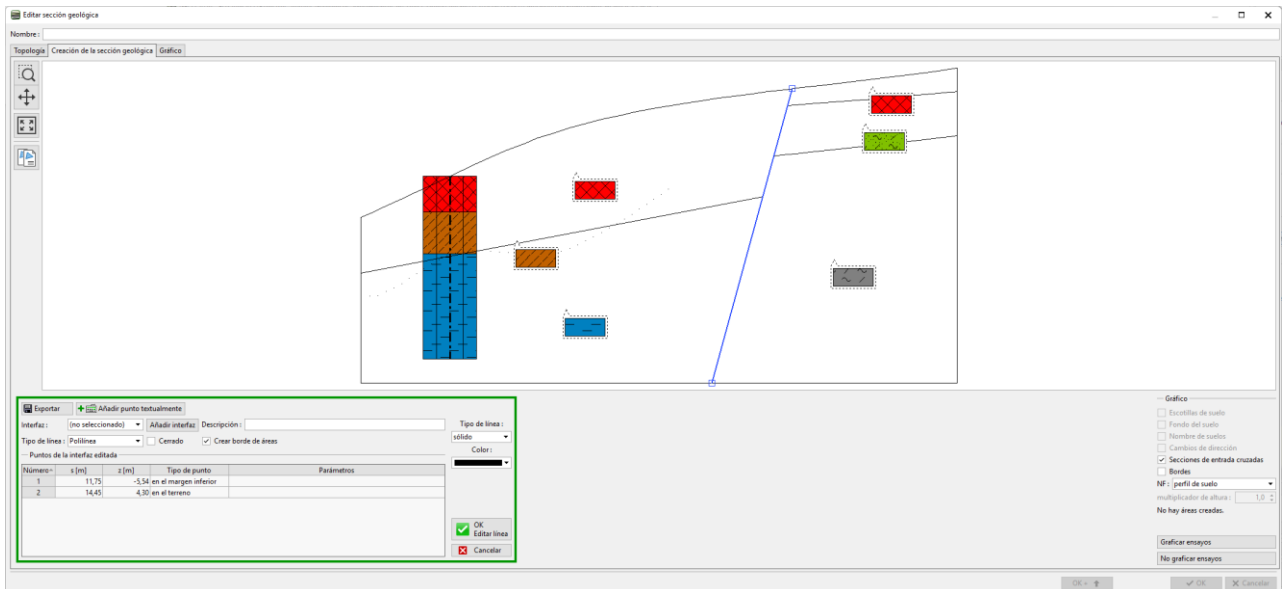 Editar sección geológica
Nombre:
Topología Creación de la sección geológica Gráfico
Exportar Añadir punto textualmente
Interfaz: (no seleccionado) Añadir interfaz Descripción:
Tipo de línea: Polilínea Cerrado Crear borde de áreas
Puntos de la interfaz editada
Número s [m] z [m] Tipo de punto Parámetros
1 11,75 -5,54 en el margen inferior
2 14,45 4,30 en el terreno
Tipo de línea:
sólido
Color:
OK
Editar línea
Cancelar
Gráfico
Escotillas de suelo
Fondo del suelo
Nombre de suelos
Cambios de dirección
Secciones de entrada cruzadas
Bordes
NF: perfil de suelo
multiplicador de altura: 1,0
No hay áreas creadas.
Graficar ensayos
No graficar ensayos
OK + OK Cancelar